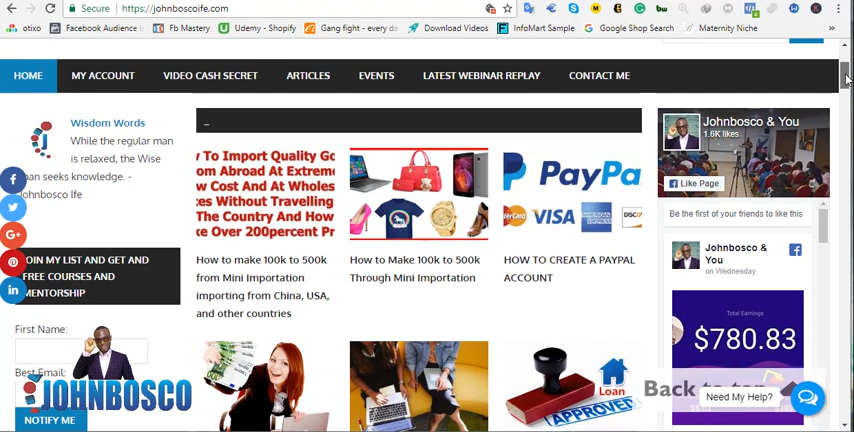 Secure https://johnboscoife.com
otixo
Facebook Audience I
Fb Mastery
Udemy - Shopify
Gang fight - every da
Download Videos
InfoMart Sample
Google Shop Search
Maternity Niche
HOME
MY ACCOUNT
VIDEO CASH SECRET
ARTICLES
EVENTS
LATEST WEBINAR REPLAY
CONTACT ME
Wisdom Words
While the regular man
is relaxed, the Wise
man seeks knowledge. -
Johnbosco Ife
JOIN MY LIST AND GET AND
FREE COURSES AND
MENTORSHIP
First Name:
Best Email:
JOHNBOSCO
NOTIFY ME
To Import Quality Go
om Abroad At Extreme
w Cost And At Wholes
es Without Travelling
The Country And How
ke Over 200percent Pr
How to make 100k to 500k
from Mini Importation
importing from China, USA,
and other countries
How to Make 100k to 500k
Through Mini Importation
PayPa
terCard VISA AMERICAN EXPRESS DISC
HOW TO CREATE A PAYPAL
ACCOUNT
Loan
APPROVED
Johnbosco & You
1.6K likes
Like Page
Be the first of your friends to like this
Johnbosco &
You
on Wednesday
Total Earnings
$780.83
Back to top
Need My Help?